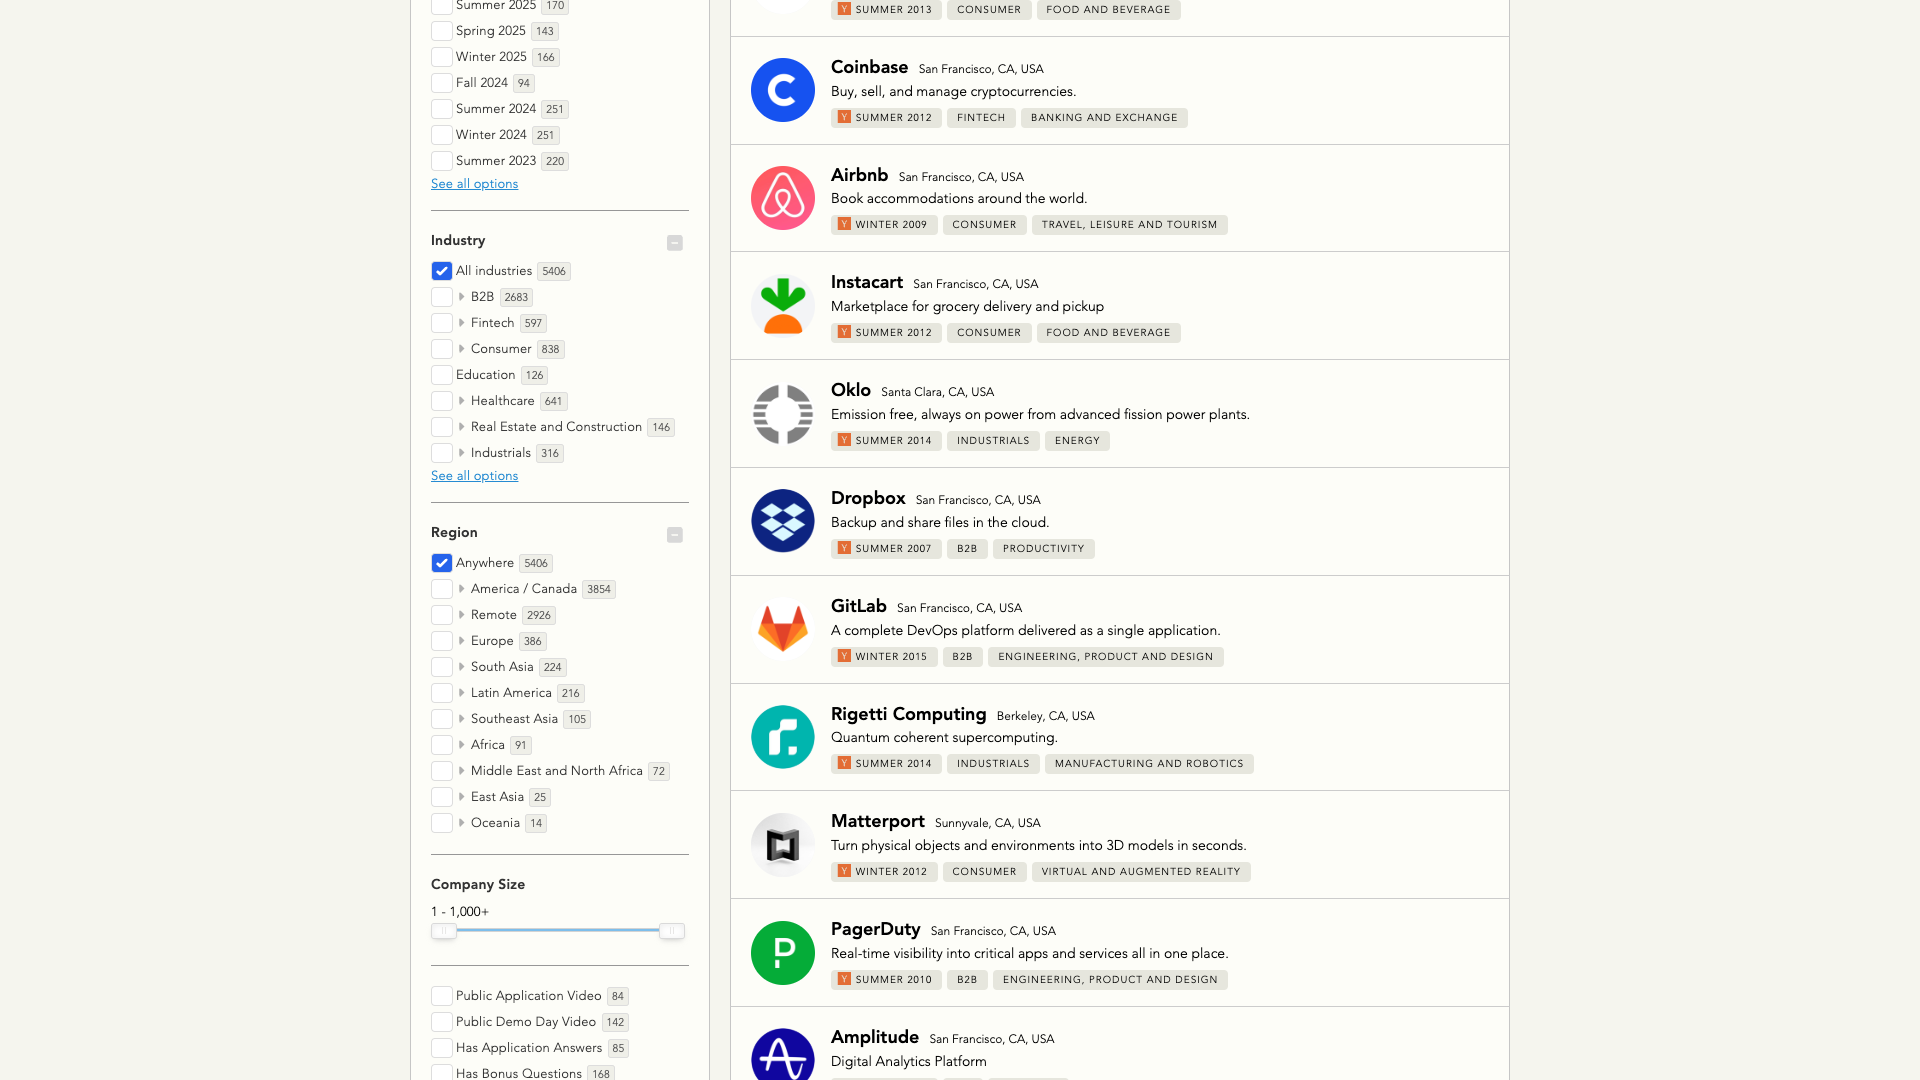 Summer 2025 170
Spring 2025 143
Winter 2025 166
Fall 2024 94
Summer 2024 251
Winter 2024 251
Summer 2023 220
See all options
Industry
All industries 5406
B2B 2683
Fintech 597
Consumer 838
Education 126
Healthcare 641
Real Estate and Construction 146
Industrials 316
See all options
Region
Anywhere 5406
America / Canada 3854
Remote 2926
Europe 386
South Asia 224
Latin America 216
Southeast Asia 105
Africa 91
Middle East and North Africa 72
East Asia 25
Oceania 14
Company Size
1 - 1,000+
Public Application Video 84
Public Demo Day Video 142
Has Application Answers 85
Has Bonus Questions 168
Y SUMMER 2013 CONSUMER FOOD AND BEVERAGE
Coinbase San Francisco, CA, USA
Buy, sell, and manage cryptocurrencies.
Y SUMMER 2012 FINTECH BANKING AND EXCHANGE
Airbnb San Francisco, CA, USA
Book accommodations around the world.
Y WINTER 2009 CONSUMER TRAVEL, LEISURE AND TOURISM
Instacart San Francisco, CA, USA
Marketplace for grocery delivery and pickup
Y SUMMER 2012 CONSUMER FOOD AND BEVERAGE
Oklo Santa Clara, CA, USA
Emission free, always on power from advanced fission power plants.
Y SUMMER 2014 INDUSTRIALS ENERGY
Dropbox San Francisco, CA, USA
Backup and share files in the cloud.
Y SUMMER 2007 B2B PRODUCTIVITY
GitLab San Francisco, CA, USA
A complete DevOps platform delivered as a single application.
Y WINTER 2015 B2B ENGINEERING, PRODUCT AND DESIGN
Rigetti Computing Berkeley, CA, USA
Quantum coherent supercomputing.
Y SUMMER 2014 INDUSTRIALS MANUFACTURING AND ROBOTICS
Matterport Sunnyvale, CA, USA
Turn physical objects and environments into 3D models in seconds.
Y WINTER 2012 CONSUMER VIRTUAL AND AUGMENTED REALITY
PagerDuty San Francisco, CA, USA
Real-time visibility into critical apps and services all in one place.
Y SUMMER 2010 B2B ENGINEERING, PRODUCT AND DESIGN
Amplitude San Francisco, CA, USA
Digital Analytics Platform